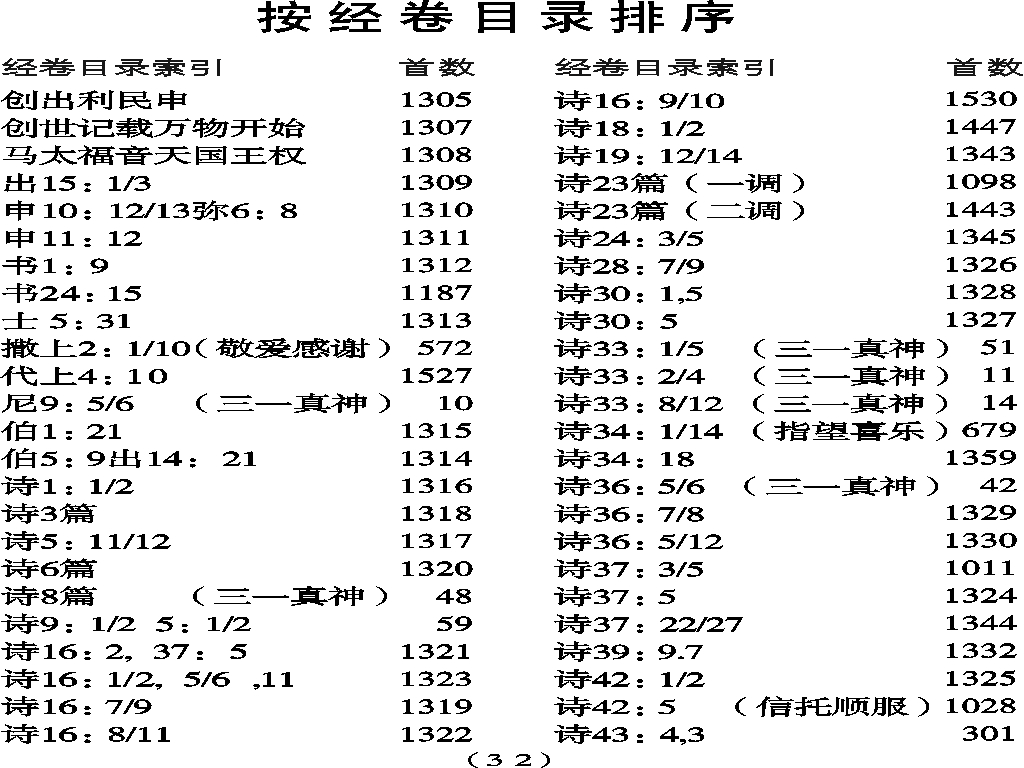 按经卷目录排序
经卷目录索引 首数
创出利民申 1305
创世记载万物开始 1307
马太福音天国王权 1308
出15：1/3 1309
申10：12/13弥6：8 1310
申11：12 1311
书1：9 1312
书24：15 1187
士 5：31 1313
撒上2：1/10（敬爱感谢） 572
代上4：10 1527
尼9：5/6 （三一真神） 10
伯1：21 1315
伯5：9出14：21 1314
诗1：1/2 1316
诗3篇 1318
诗5：11/12 1317
诗6篇 1320
诗8篇 （三一真神） 48
诗9：1/2 5：1/2 59
诗16：2, 37：5 1321
诗16：1/2, 5/6 ,11 1323
诗16：7/9 1319
诗16：8/11 1322
经卷目录索引 首数
诗16：9/10 1530
诗18：1/2 1447
诗19：12/14 1343
诗23篇（一调） 1098
诗23篇（二调） 1443
诗24：3/5 1345
诗28：7/9 1326
诗30：1,5 1328
诗30：5 1327
诗33：1/5 （三一真神） 51
诗33：2/4 （三一真神） 11
诗33：8/12 （三一真神） 14
诗34：1/14 （指望喜乐）679
诗34：18 1359
诗36：5/6 （三一真神） 42
诗36：7/8 1329
诗36：5/12 1330
诗37：3/5 1011
诗37：5 1324
诗37：22/27 1344
诗39：9.7 1332
诗42：1/2 1325
诗42：5 （信托顺服）1028
诗43：4,3 301
（３２）